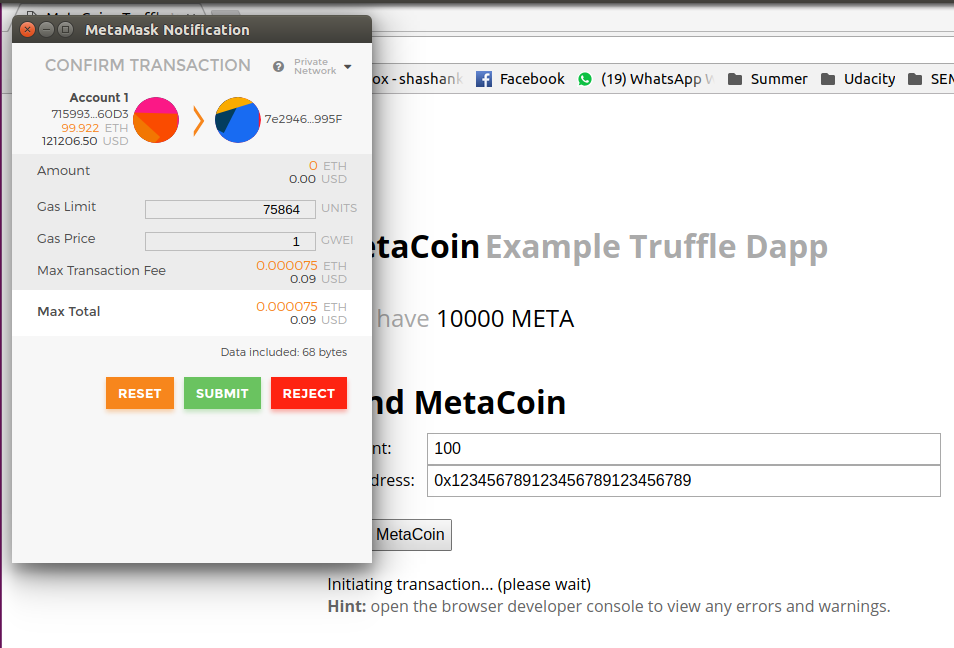 MetaMask Notification
CONFIRM TRANSACTION
Private
Network
Account 1
715993...60D3
99.922 ETH
121206.50 USD
7e2946...995F
Amount
0 ETH
0.00 USD
Gas Limit
75864 UNITS
Gas Price
1 GWEI
Max Transaction Fee
0.000075 ETH
0.09 USD
Max Total
0.000075 ETH
0.09 USD
Data included: 68 bytes
RESET SUBMIT REJECT
ox - shashank Facebook (19) WhatsApp W Summer Udacity SEM
etaCoin Example Truffle Dapp
have 10000 META
nd MetaCoin
nt: 100
dress: 0x123456789123456789123456789
MetaCoin
Initiating transaction... (please wait)
Hint: open the browser developer console to view any errors and warnings.